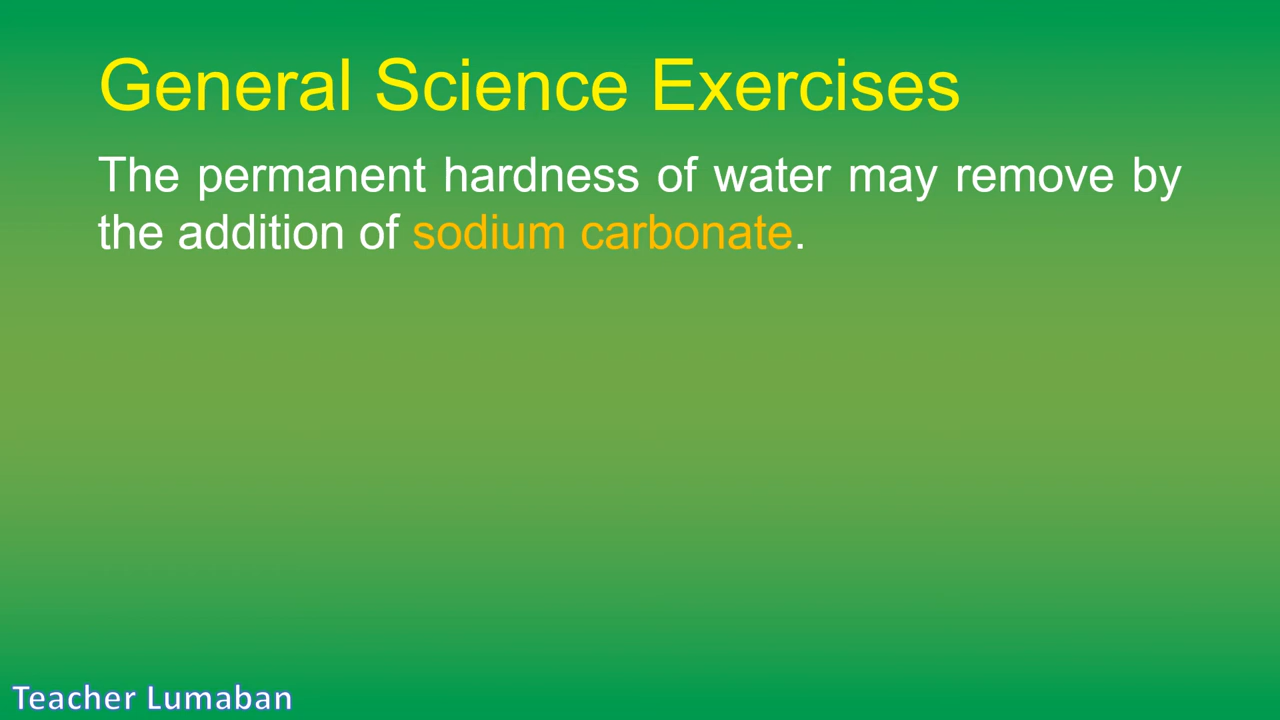 General Science Exercises
The permanent hardness of water may remove by
the addition of sodium carbonate.
Teacher Lumaban